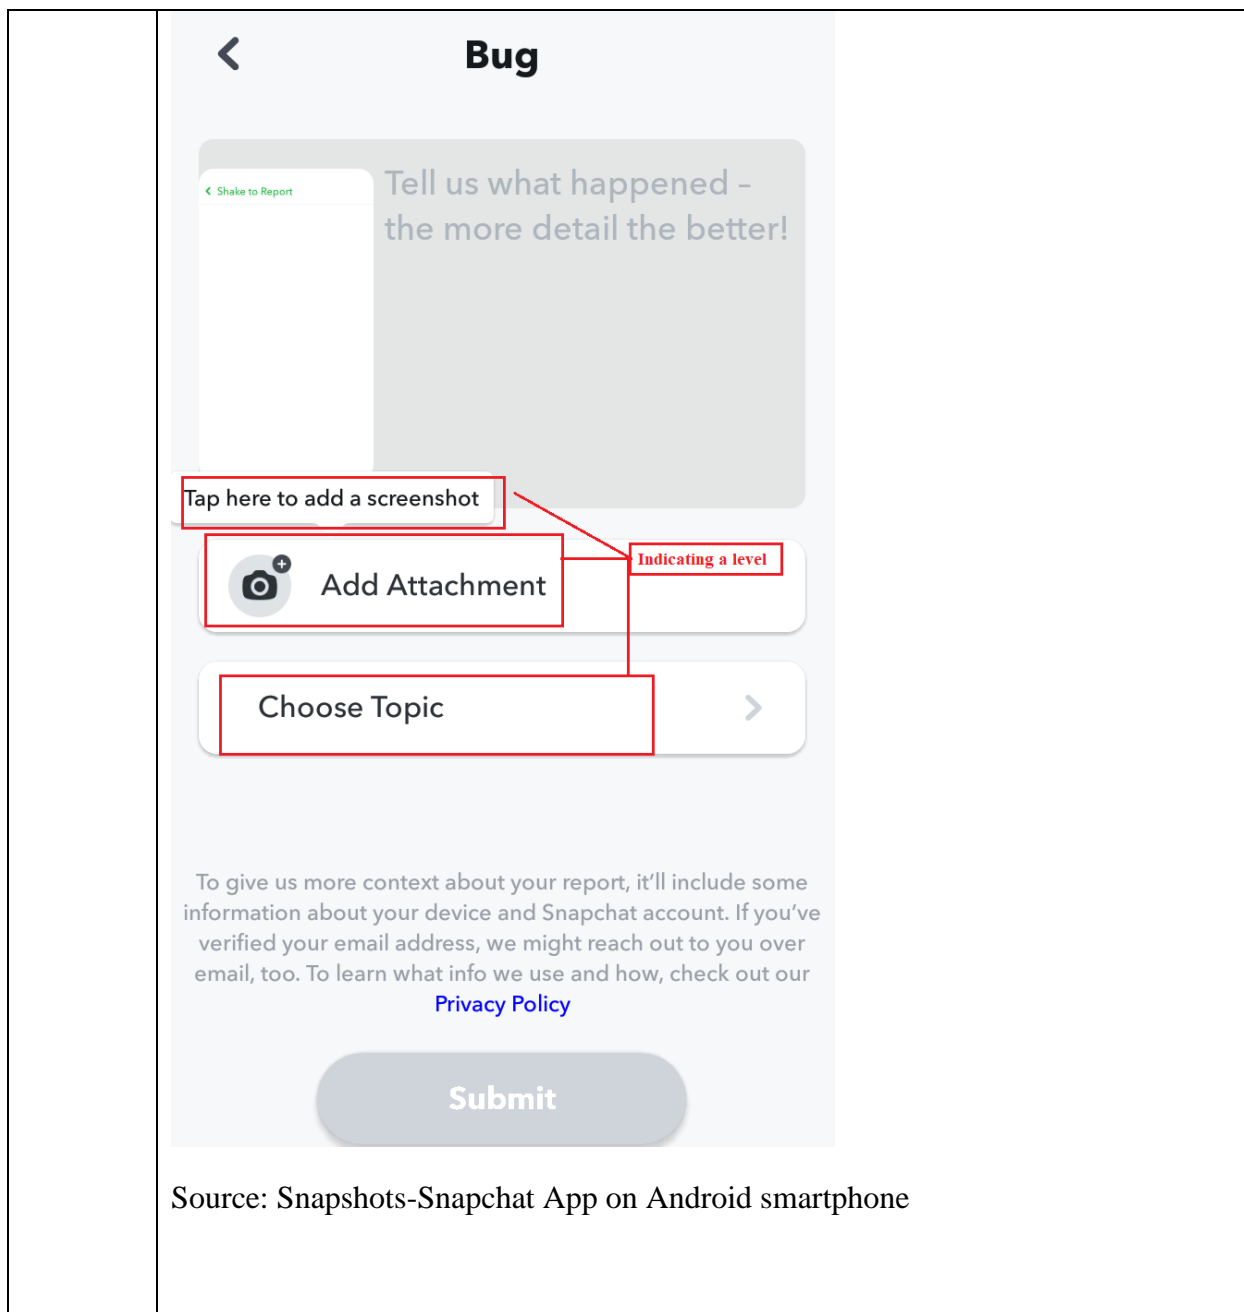 Bug
Shake to Report
Tell us what happened –
the more detail the better!
Tap here to add a screenshot
Indicating a level
Add Attachment
Choose Topic
To give us more context about your report, it’ll include some
information about your device and Snapchat account. If you’ve
verified your email address, we might reach out to you over
email, too. To learn what info we use and how, check out our
Privacy Policy
Submit
Source: Snapshots-Snapchat App on Android smartphone